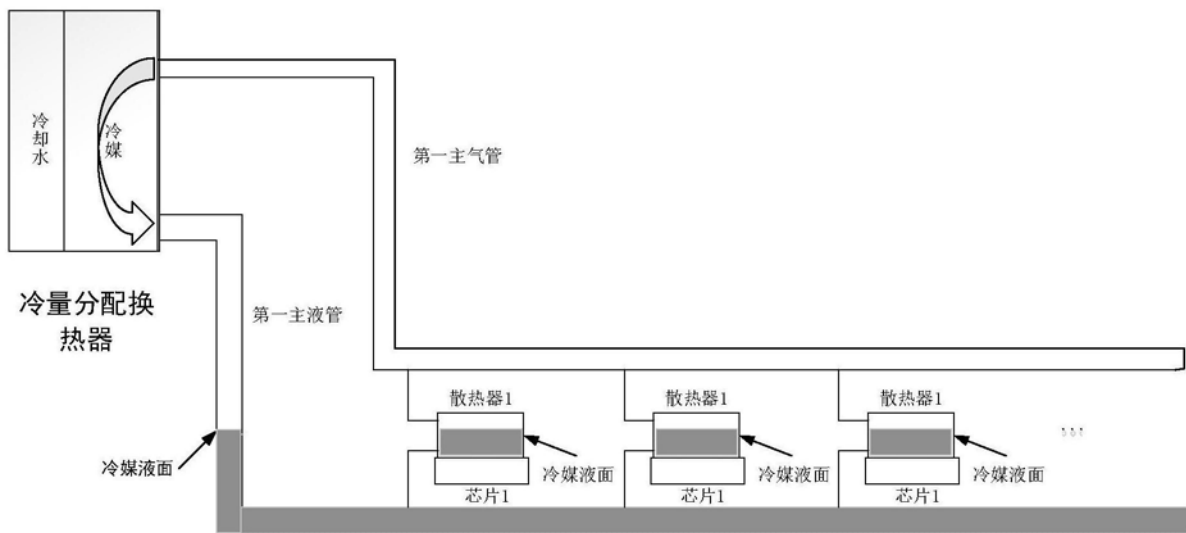 冷却水
冷媒
第一主气管
冷量分配换
热器
第一主液管
散热器1
散热器1
散热器1
冷媒液面
冷媒液面
冷媒液面
冷媒液面
芯片1
芯片1
芯片1